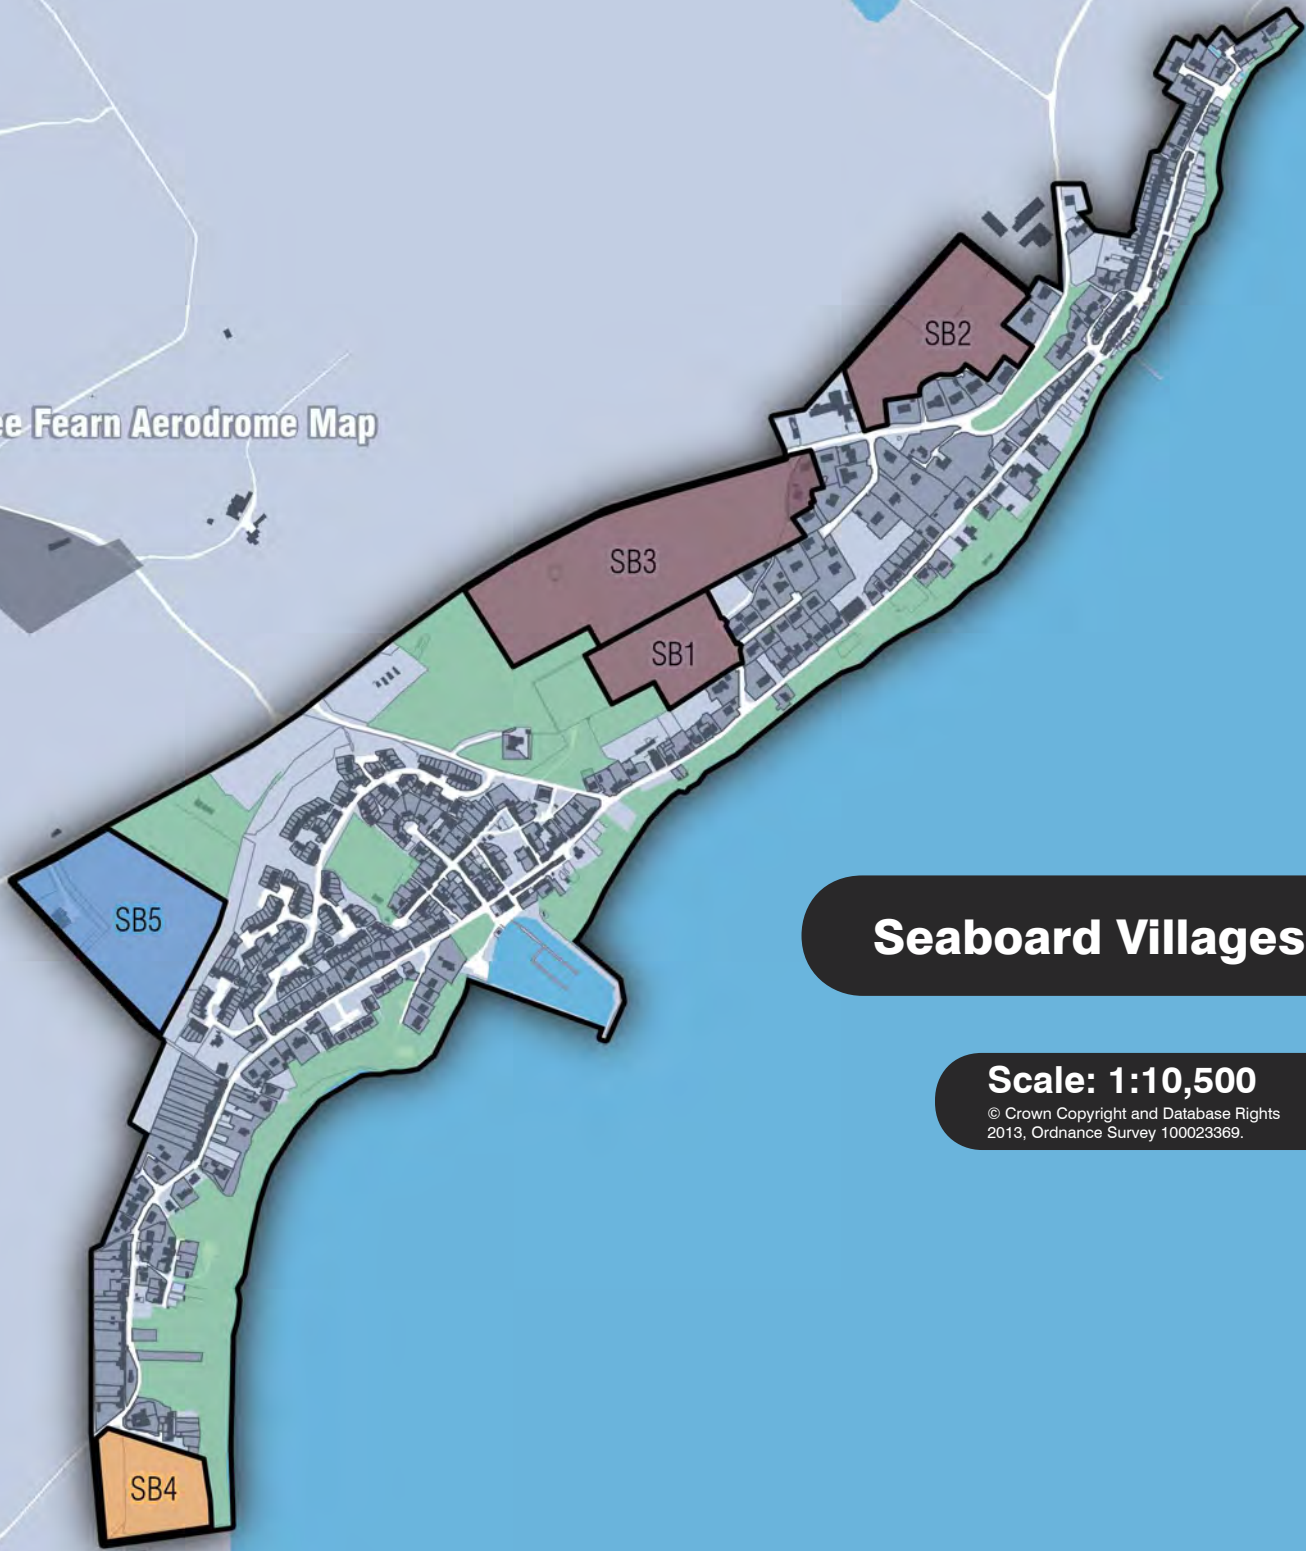 SB2
ee Fearn Aerodrome Map
SB3
SB1
SB5
Seaboard Villages
Scale: 1:10,500
© Crown Copyright and Database Rights
2013, Ordnance Survey 100023369.
SB4